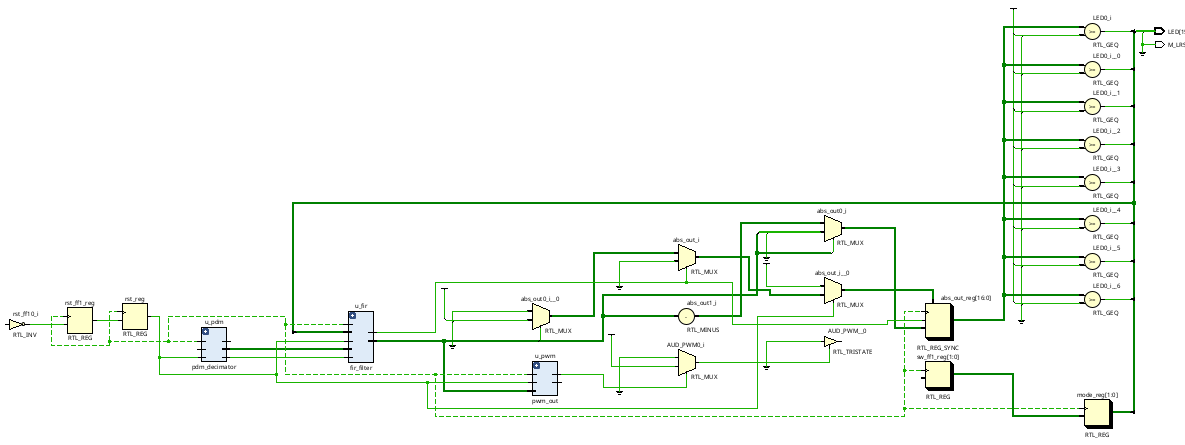 LED0_i
LED[15
M_LRS
RTL_GEQ
LED0_i__0
RTL_GEQ
LED0_i__1
RTL_GEQ
LED0_i__2
RTL_GEQ
LED0_i__3
RTL_GEQ
LED0_i__4
RTL_GEQ
LED0_i__5
RTL_GEQ
LED0_i__6
RTL_GEQ
abs_out0_i
RTL_MUX
abs_out_i
RTL_MUX
abs_out_i__0
RTL_MUX
abs_out0_i__0
RTL_MUX
abs_out1_i
RTL_MINUS
abs_out_reg[16:0]
RTL_REG_SYNC
rst_ff10_i
RTL_INV
rst_ff1_reg
RTL_REG
rst_reg
RTL_REG
u_pdm
pdm_decimator
u_fir
fir_filter
AUD_PWM0_i
RTL_MUX
AUD_PWM_0
RTL_TRISTATE
u_pwm
pwm_out
sw_ff1_reg[1:0]
RTL_REG
mode_reg[1:0]
RTL_REG